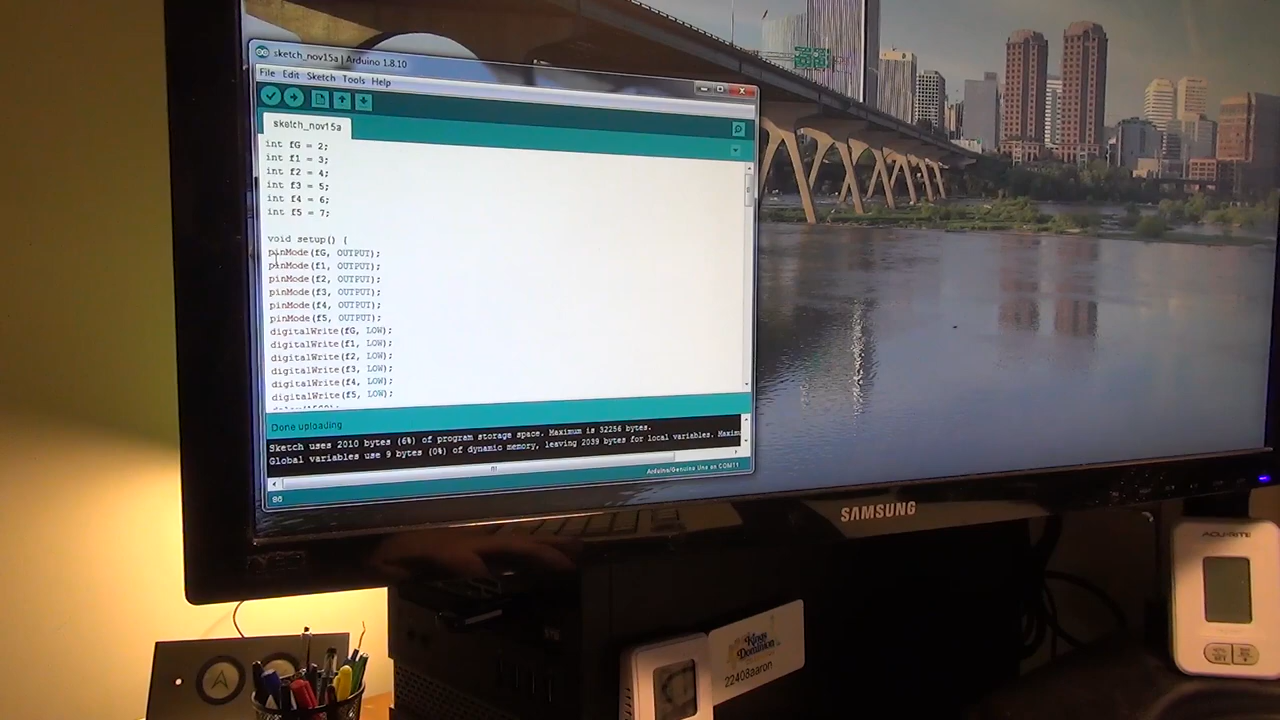 sketch_nov15a | Arduino 1.8.10
File Edit Sketch Tools Help
sketch_nov15a
int fG = 2;
int f1 = 3;
int f2 = 4;
int f3 = 5;
int f4 = 6;
int f5 = 7;
void setup() {
pinMode(fG, OUTPUT);
pinMode(f1, OUTPUT);
pinMode(f2, OUTPUT);
pinMode(f3, OUTPUT);
pinMode(f4, OUTPUT);
pinMode(f5, OUTPUT);
digitalWrite(fG, LOW);
digitalWrite(f1, LOW);
digitalWrite(f2, LOW);
digitalWrite(f3, LOW);
digitalWrite(f4, LOW);
digitalWrite(f5, LOW);
Done uploading
Sketch uses 2010 bytes (6%) of program storage space. Maximum is 32256 bytes.
Global variables use 9 bytes (0%) of dynamic memory, leaving 2039 bytes for local variables.
Arduino/Genuino Uno on COM11
SAMSUNG
ACURITE
Kings
Dominion
22408aaron